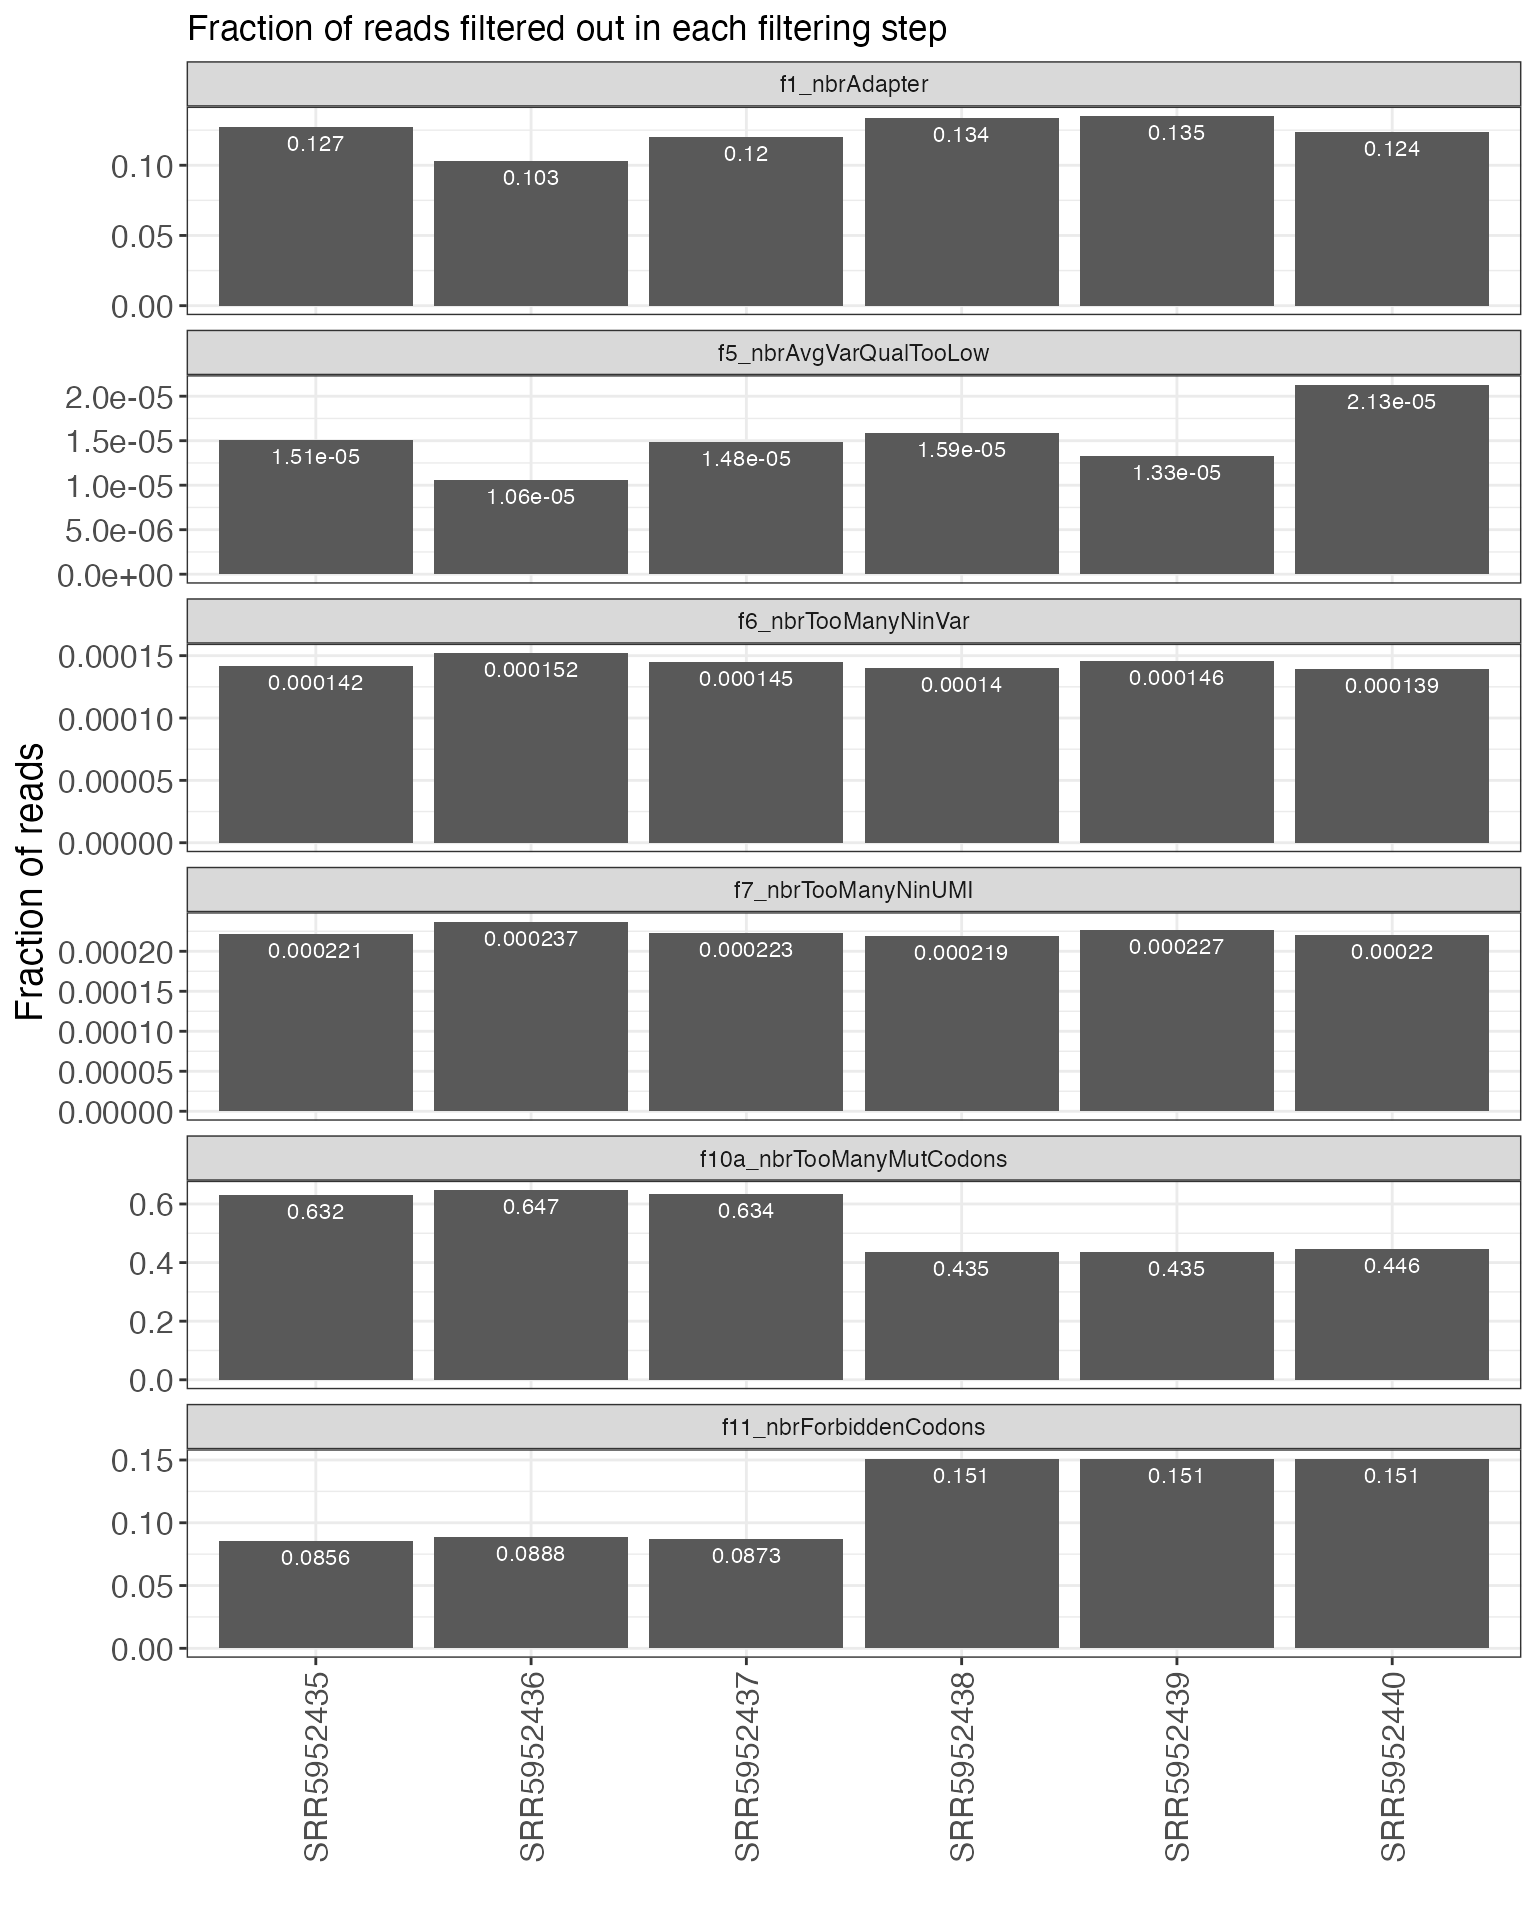 Fraction of reads filtered out in each filtering step
Fraction of reads
f1_nbrAdapter
0.10
0.05
0.00
0.127 0.103 0.12 0.134 0.135 0.124
f5_nbrAvgVarQualTooLow
2.0e-05
1.5e-05
1.0e-05
5.0e-06
0.0e+00
1.51e-05 1.06e-05 1.48e-05 1.59e-05 1.33e-05 2.13e-05
f6_nbrTooManyNinVar
0.00015
0.00010
0.00005
0.00000
0.000142 0.000152 0.000145 0.00014 0.000146 0.000139
f7_nbrTooManyNinUMI
0.00020
0.00015
0.00010
0.00005
0.00000
0.000221 0.000237 0.000223 0.000219 0.000227 0.00022
f10a_nbrTooManyMutCodons
0.6
0.4
0.2
0.0
0.632 0.647 0.634 0.435 0.435 0.446
f11_nbrForbiddenCodons
0.15
0.10
0.05
0.00
0.0856 0.0888 0.0873 0.151 0.151 0.151
SRR5952435
SRR5952436
SRR5952437
SRR5952438
SRR5952439
SRR5952440